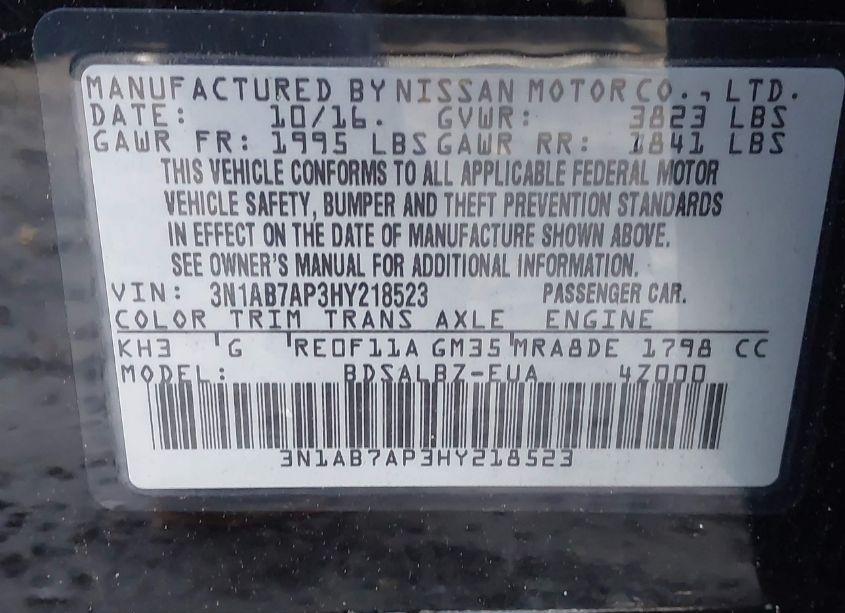 MANUFACTURED BY NISSAN MOTOR CO., LTD.
DATE: 10/16. GVWR: 3823 LBS
GAWR FR: 1995 LBS GAWR RR: 1841 LBS
THIS VEHICLE CONFORMS TO ALL APPLICABLE FEDERAL MOTOR
VEHICLE SAFETY, BUMPER AND THEFT PREVENTION STANDARDS
IN EFFECT ON THE DATE OF MANUFACTURE SHOWN ABOVE.
SEE OWNER'S MANUAL FOR ADDITIONAL INFORMATION.
VIN: 3N1AB7AP3HY218523 PASSENGER CAR.
COLOR TRIM TRANS AXLE ENGINE
KH3 G RE0F11A GM35 MRA8DE 1798 CC
MODEL: BDSALBZ-EUA 4Z000
3N1AB7AP3HY218523